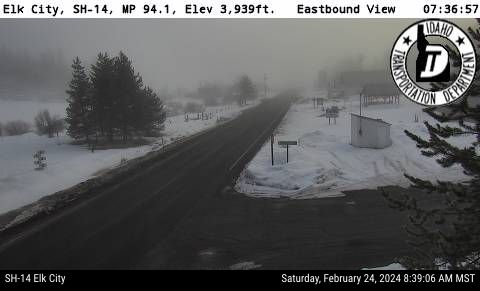 Elk City, SH-14, MP 94.1, Elev 3,939ft. Eastbound View 07:36:57
IDAHO
TRANSPORTATION DEPARTMENT
SH-14 Elk City Saturday, February 24, 2024 8:39:06 AM MST